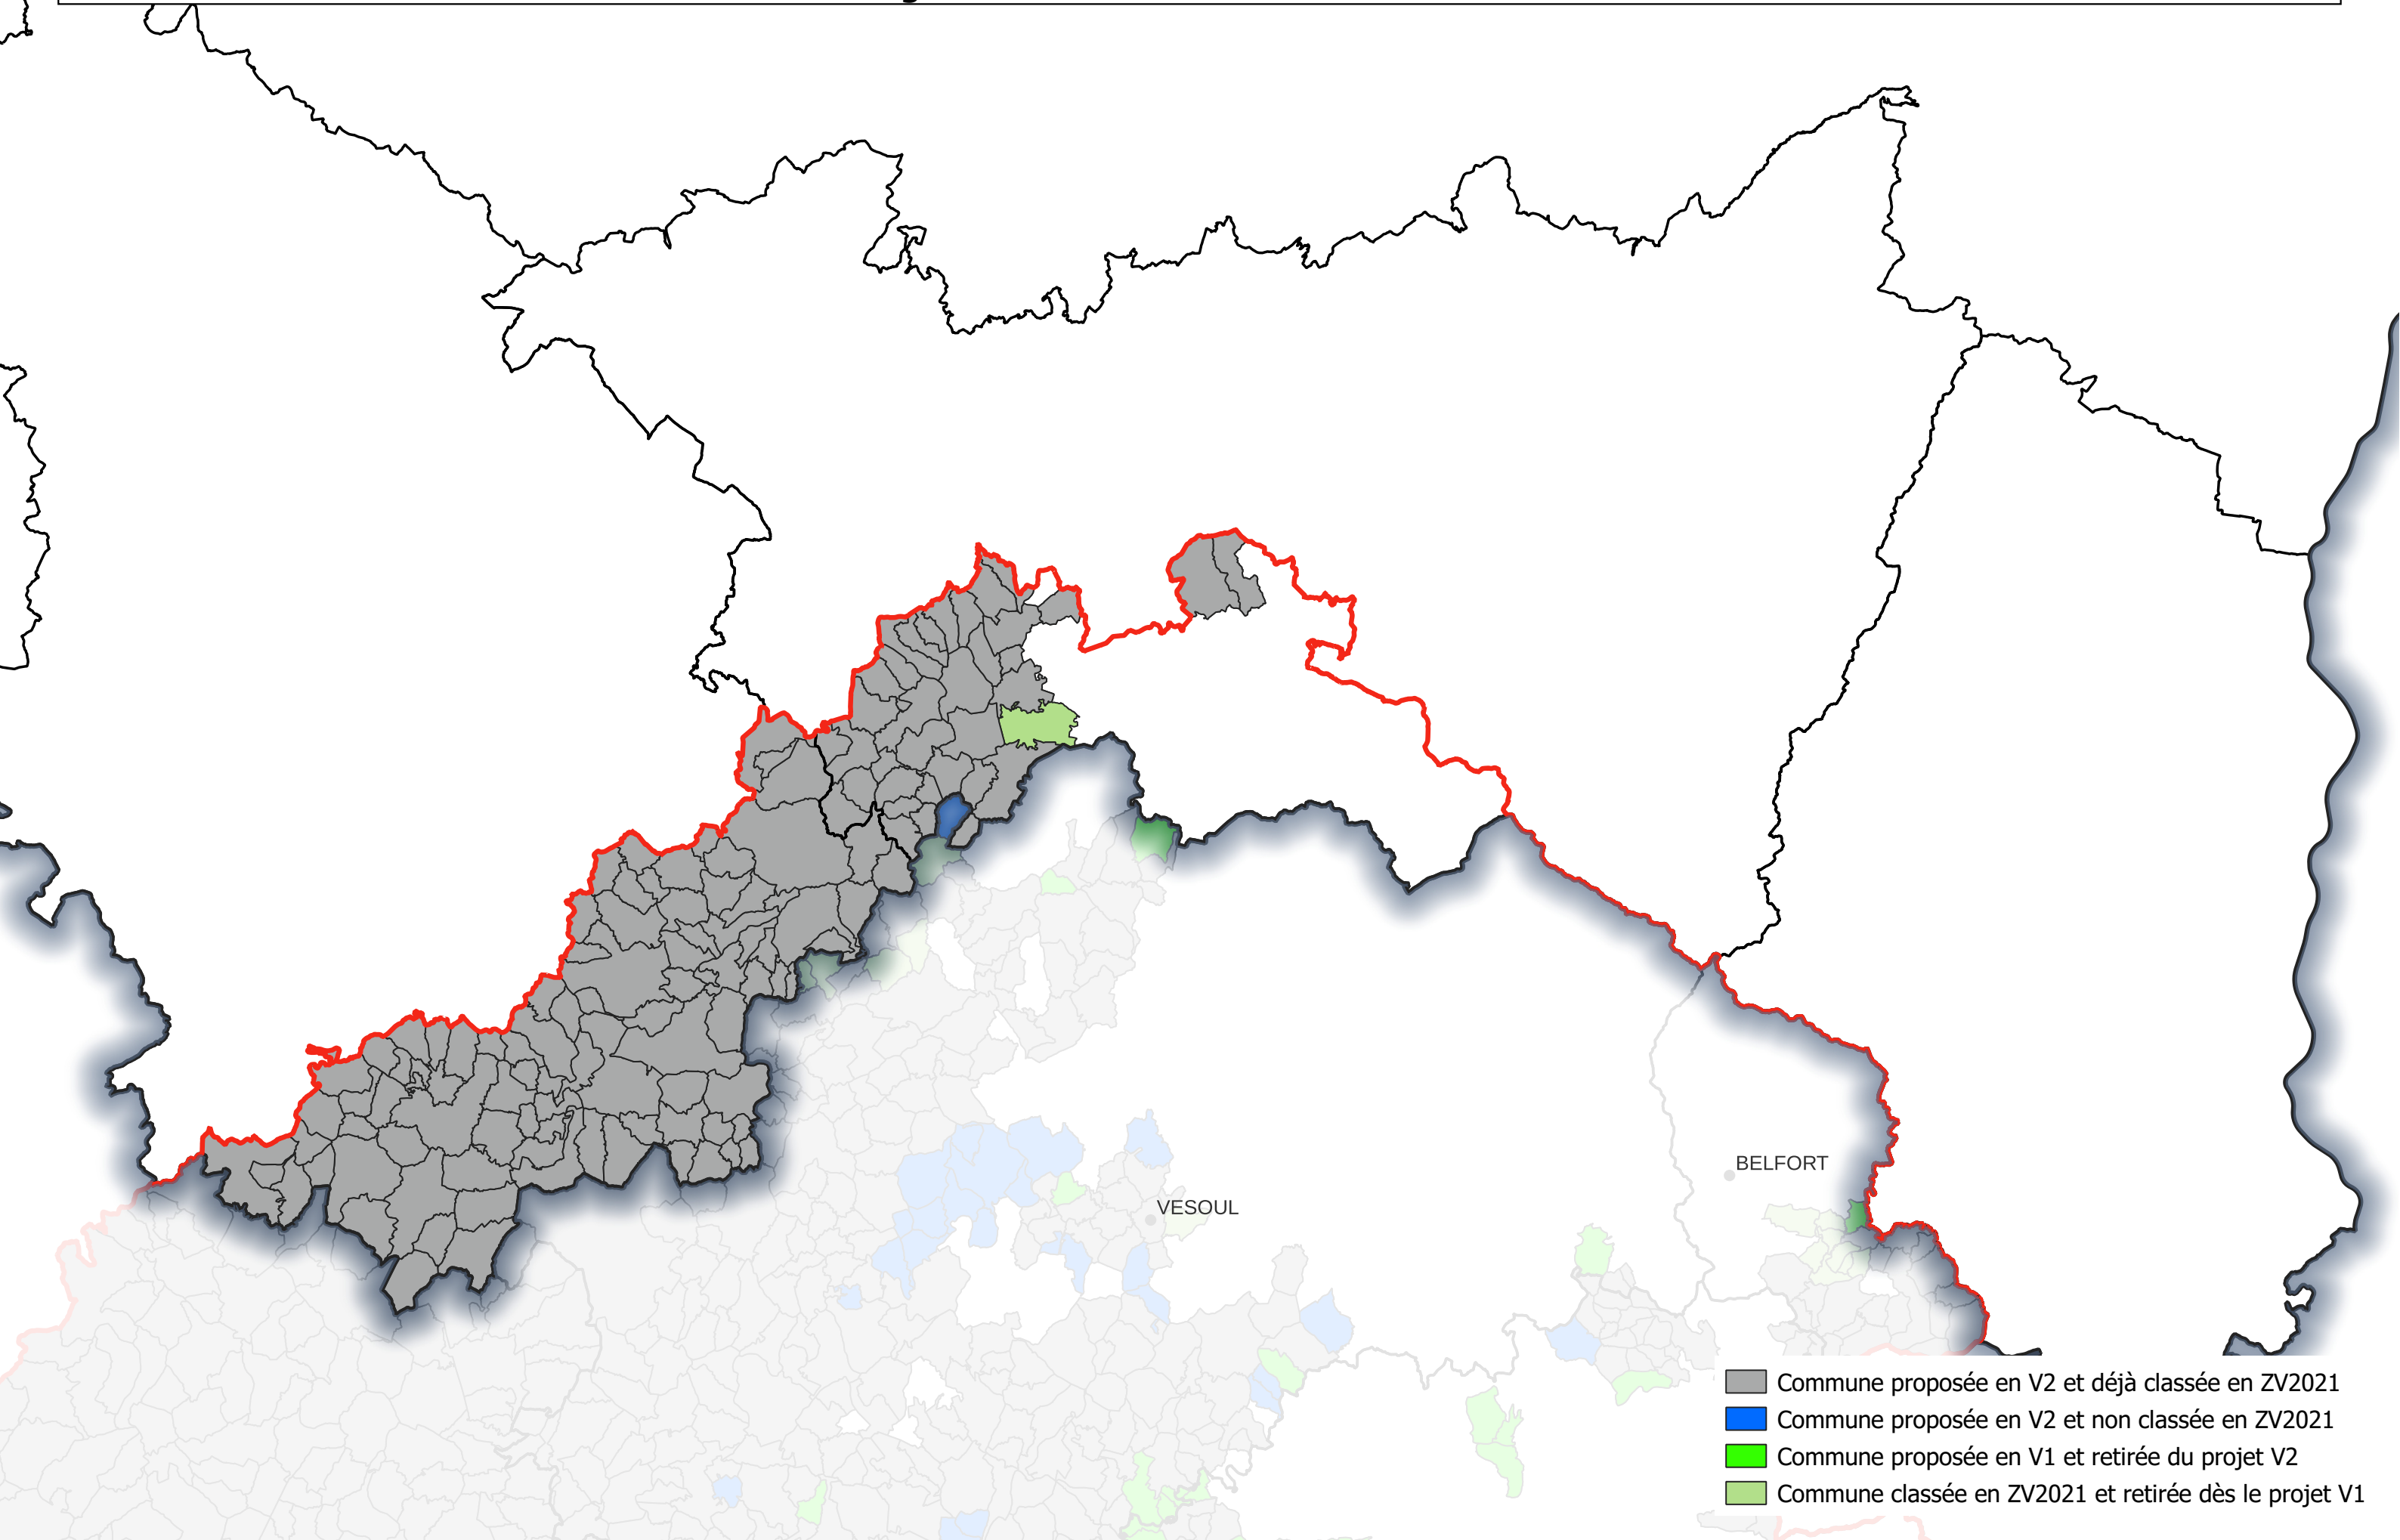 BELFORT
VESOUL
Commune proposée en V2 et déjà classée en ZV2021
Commune proposée en V2 et non classée en ZV2021
Commune proposée en V1 et retirée du projet V2
Commune classée en ZV2021 et retirée dès le projet V1